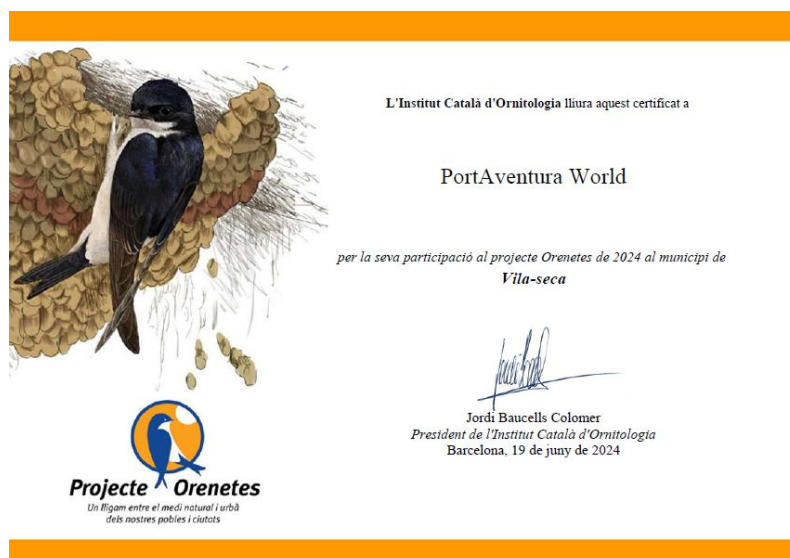 L'Institut Català d'Ornitologia lliura aquest certificat a
PortAventura World
per la seva participació al projecte Orenetes de 2024 al municipi de
Vila-seca
Jordi Baucells Colomer
President de l'Institut Català d'Ornitologia
Barcelona, 19 de juny de 2024
Projecte Orenetes
Un lligam entre el medi natural i urbà
dels nostres pobles i ciutats